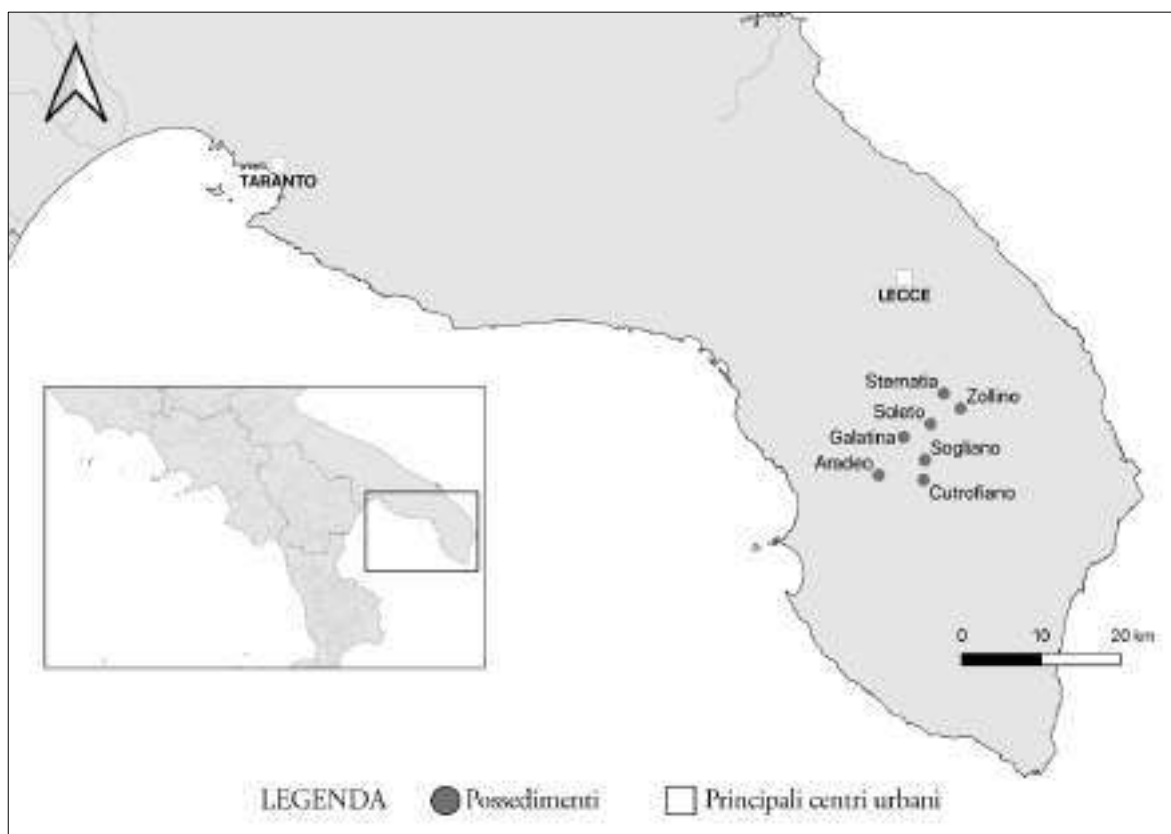 TARANTO
LECCE
Sternatia
Zollino
Soleto
Galatina
Sogliano
Aradeo
Cutrofiano
0 10 20 km
LEGENDA Possedimenti Principali centri urbani